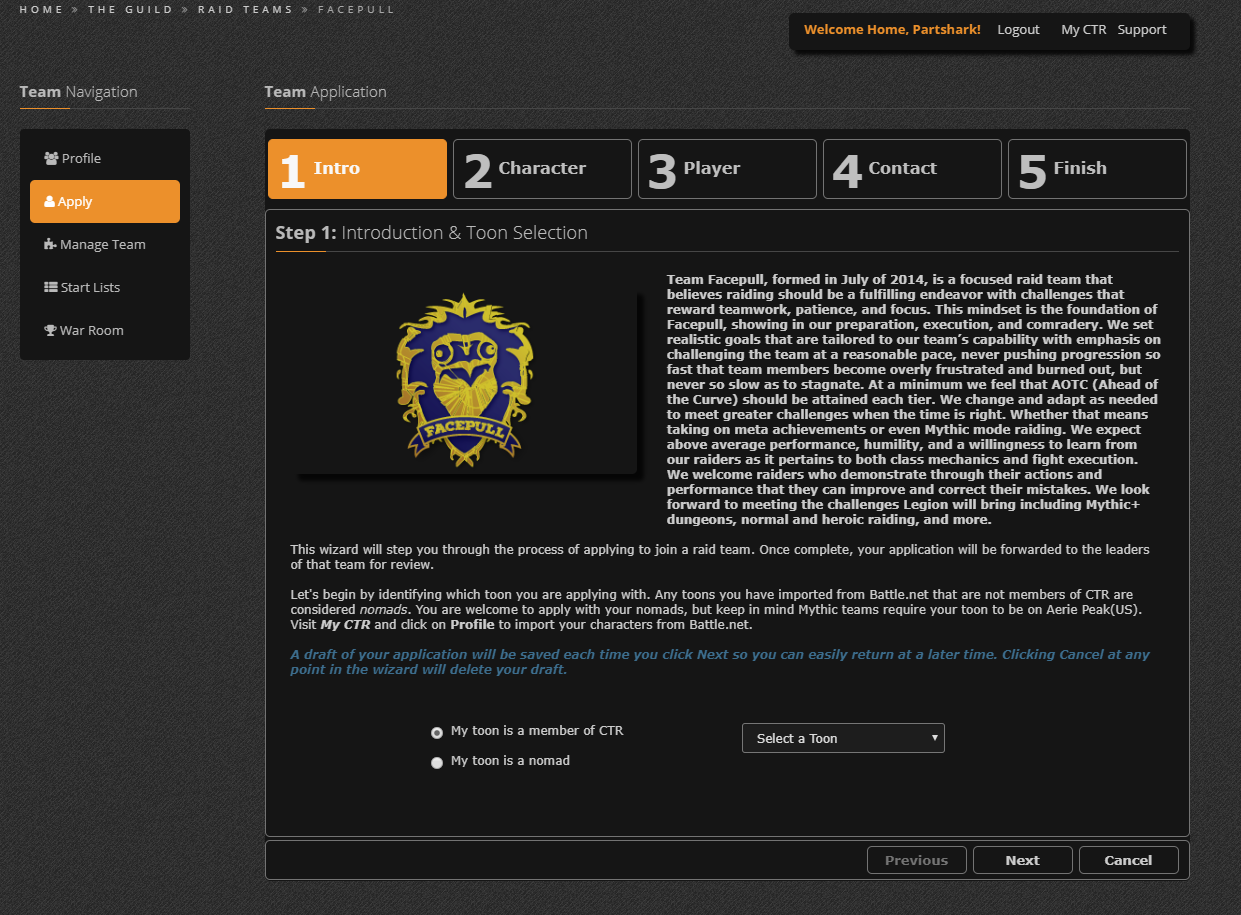 HOME » THE GUILD » RAID TEAMS » FACEPULL
Welcome Home, Partshark! Logout My CTR Support
Team Navigation
Profile
Apply
Manage Team
Start Lists
War Room
Team Application
1 Intro
2 Character
3 Player
4 Contact
5 Finish
Step 1: Introduction & Toon Selection
FACEPULL
Team Facepull, formed in July of 2014, is a focused raid team that
believes raiding should be a fulfilling endeavor with challenges that
reward teamwork, patience, and focus. This mindset is the foundation of
Facepull, showing in our preparation, execution, and comradery. We set
realistic goals that are tailored to our team's capability with emphasis on
challenging the team at a reasonable pace, never pushing progression so
fast that team members become overly frustrated and burned out, but
never so slow as to stagnate. At a minimum we feel that AOTC (Ahead of
the Curve) should be attained each tier. We change and adapt as needed
to meet greater challenges when the time is right. Whether that means
taking on meta achievements or even Mythic mode raiding. We expect
above average performance, humility, and a willingness to learn from
our raiders as it pertains to both class mechanics and fight execution.
We welcome raiders who demonstrate through their actions and
performance that they can improve and correct their mistakes. We look
forward to meeting the challenges Legion will bring including Mythic+
dungeons, normal and heroic raiding, and more.
This wizard will step you through the process of applying to join a raid team. Once complete, your application will be forwarded to the leaders
of that team for review.
Let's begin by identifying which toon you are applying with. Any toons you have imported from Battle.net that are not members of CTR are
considered nomads. You are welcome to apply with your nomads, but keep in mind Mythic teams require your toon to be on Aerie Peak(US).
Visit My CTR and click on Profile to import your characters from Battle.net.
A draft of your application will be saved each time you click Next so you can easily return at a later time. Clicking Cancel at any
point in the wizard will delete your draft.
My toon is a member of CTR
My toon is a nomad
Select a Toon
Previous
Next
Cancel